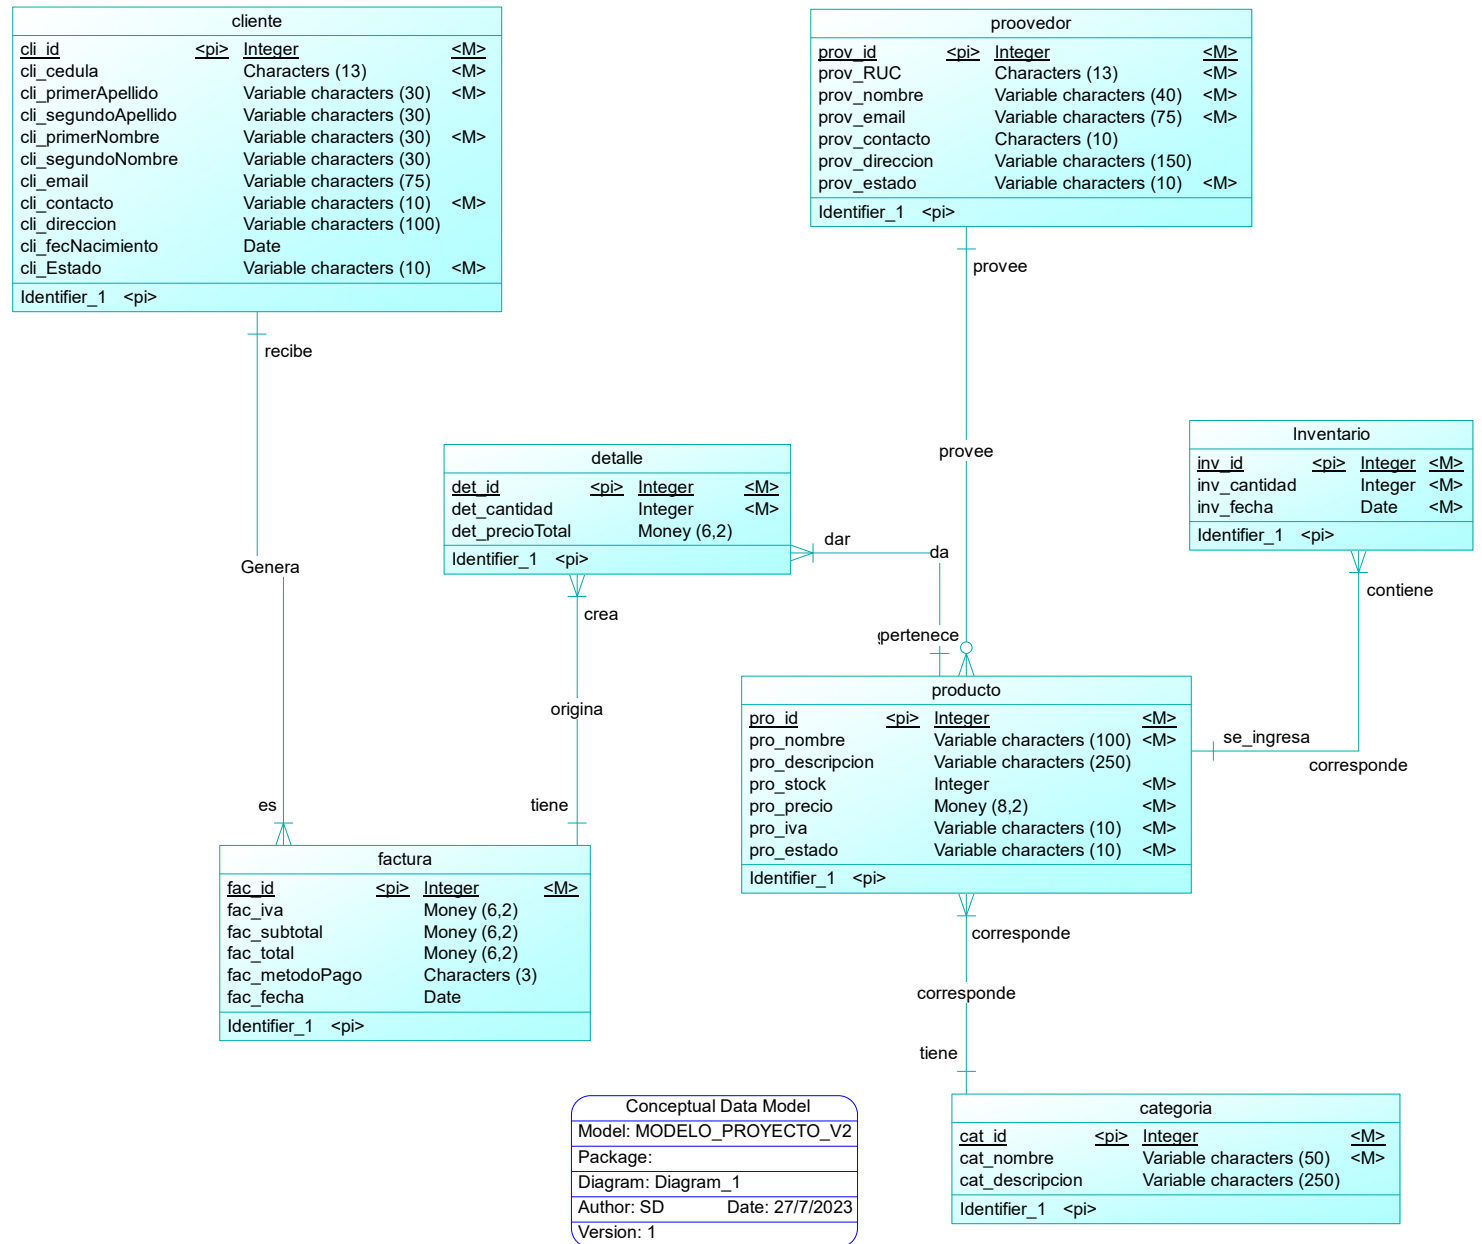 cliente
cli_id <pi> Integer <M>
cli_cedula Characters (13) <M>
cli_primerApellido Variable characters (30) <M>
cli_segundoApellido Variable characters (30)
cli_primerNombre Variable characters (30) <M>
cli_segundoNombre Variable characters (30)
cli_email Variable characters (75)
cli_contacto Variable characters (10) <M>
cli_direccion Variable characters (100)
cli_fecNacimiento Date
cli_Estado Variable characters (10) <M>
Identifier_1 <pi>
proovedor
prov_id <pi> Integer <M>
prov_RUC Characters (13) <M>
prov_nombre Variable characters (40) <M>
prov_email Variable characters (75) <M>
prov_contacto Characters (10)
prov_direccion Variable characters (150)
prov_estado Variable characters (10) <M>
Identifier_1 <pi>
provee
recibe
provee
detalle
det_id <pi> Integer <M>
det_cantidad Integer <M>
det_precioTotal Money (6,2)
Identifier_1 <pi>
Inventario
inv_id <pi> Integer <M>
inv_cantidad Integer <M>
inv_fecha Date <M>
Identifier_1 <pi>
dar
da
Genera
crea
contiene
pertenece
origina
producto
pro_id <pi> Integer <M>
pro_nombre Variable characters (100) <M>
pro_descripcion Variable characters (250)
pro_stock Integer <M>
pro_precio Money (8,2) <M>
pro_iva Variable characters (10) <M>
pro_estado Variable characters (10) <M>
Identifier_1 <pi>
se_ingresa
corresponde
es
tiene
factura
fac_id <pi> Integer <M>
fac_iva Money (6,2)
fac_subtotal Money (6,2)
fac_total Money (6,2)
fac_metodoPago Characters (3)
fac_fecha Date
Identifier_1 <pi>
corresponde
corresponde
tiene
categoria
cat_id <pi> Integer <M>
cat_nombre Variable characters (50) <M>
cat_descripcion Variable characters (250)
Identifier_1 <pi>
Conceptual Data Model
Model: MODELO_PROYECTO_V2
Package:
Diagram: Diagram_1
Author: SD Date: 27/7/2023
Version: 1